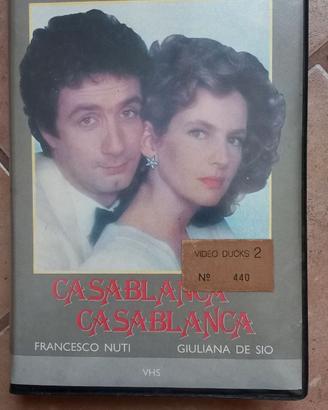 VIDEO DUCKS 2
Nº 440
CASABLANCA
CASABLANCA
FRANCESCO NUTI GIULIANA DE SIO
VHS